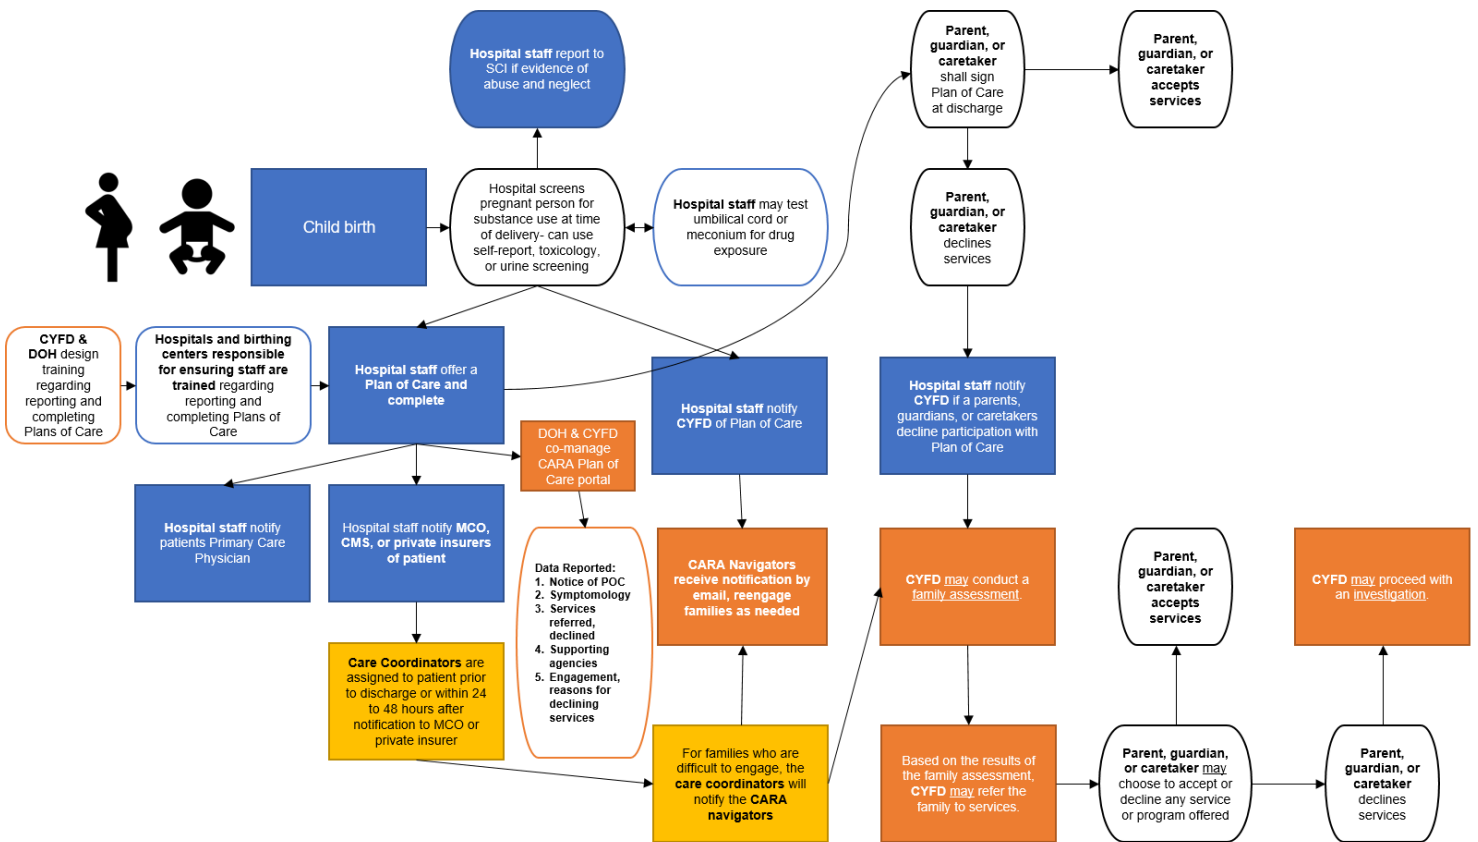 Hospital staff report to
SCI if evidence of
abuse and neglect
Parent,
guardian, or
caretaker
shall sign
Plan of Care
at discharge
Parent,
guardian, or
caretaker
accepts
services
Child birth
Hospital screens
pregnant person for
substance use at time
of delivery- can use
self-report, toxicology,
or urine screening
Hospital staff may test
umbilical cord or
meconium for drug
exposure
Parent,
guardian, or
caretaker
declines
services
CYFD &
DOH design
training
regarding
reporting and
completing
Plans of Care
Hospitals and birthing
centers responsible
for ensuring staff are
trained regarding
reporting and
completing Plans of
Care
Hospital staff offer a
Plan of Care and
complete
Hospital staff notify
CYFD of Plan of Care
Hospital staff notify
CYFD if a parents,
guardians, or caretakers
decline participation with
Plan of Care
DOH & CYFD
co-manage
CARA Plan of
Care portal
Hospital staff notify
patients Primary Care
Physician
Hospital staff notify MCO,
CMS, or private insurers
of patient
Data Reported:
1. Notice of POC
2. Symptomology
3. Services
referred,
declined
4. Supporting
agencies
5. Engagement,
reasons for
declining
services
CARA Navigators
receive notification by
email, reengage
families as needed
CYFD may conduct a
family assessment.
Parent,
guardian, or
caretaker
accepts
services
CYFD may proceed with
an investigation.
Care Coordinators are
assigned to patient prior
to discharge or within 24
to 48 hours after
notification to MCO or
private insurer
For families who are
difficult to engage, the
care coordinators will
notify the CARA
navigators
Based on the results of
the family assessment,
CYFD may refer the
family to services.
Parent, guardian,
or caretaker may
choose to accept or
decline any service
or program offered
Parent,
guardian, or
caretaker
declines
services